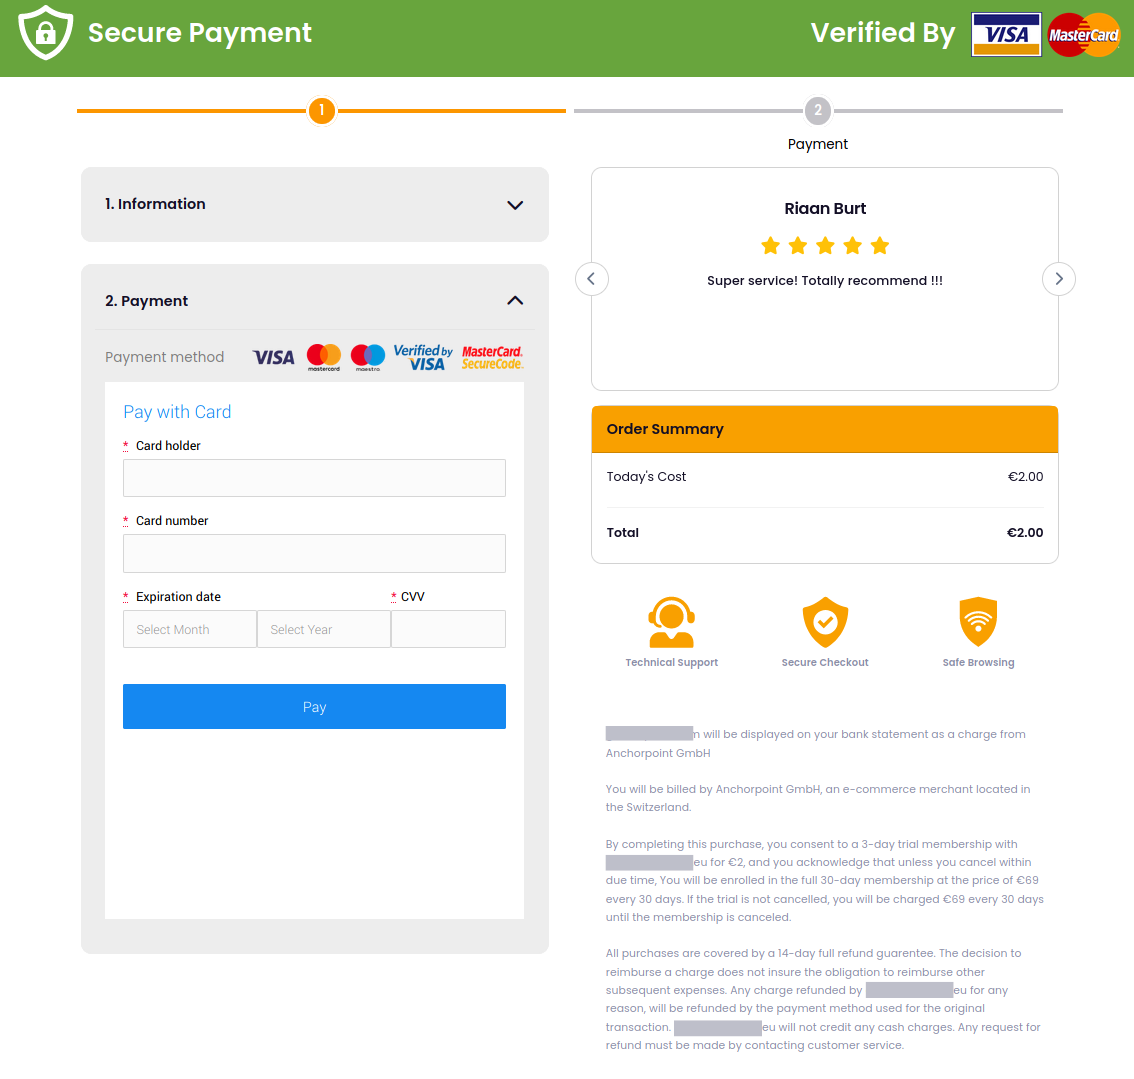 Secure Payment
Verified By VISA MasterCard
1
2
Payment
1. Information
2. Payment
Payment method VISA mastercard maestro Verified by VISA MasterCard. SecureCode.
Pay with Card
* Card holder
* Card number
* Expiration date * CVV
Select Month Select Year
Pay
Riaan Burt
Super service! Totally recommend !!!
Order Summary
Today's Cost €2.00
Total €2.00
Technical Support Secure Checkout Safe Browsing
will be displayed on your bank statement as a charge from
Anchorpoint GmbH
You will be billed by Anchorpoint GmbH, an e-commerce merchant located in
the Switzerland.
By completing this purchase, you consent to a 3-day trial membership with
eu for €2, and you acknowledge that unless you cancel within
due time, You will be enrolled in the full 30-day membership at the price of €69
every 30 days. If the trial is not cancelled, you will be charged €69 every 30 days
until the membership is canceled.
All purchases are covered by a 14-day full refund guarentee. The decision to
reimburse a charge does not insure the obligation to reimburse other
subsequent expenses. Any charge refunded by eu for any
reason, will be refunded by the payment method used for the original
transaction. eu will not credit any cash charges. Any request for
refund must be made by contacting customer service.